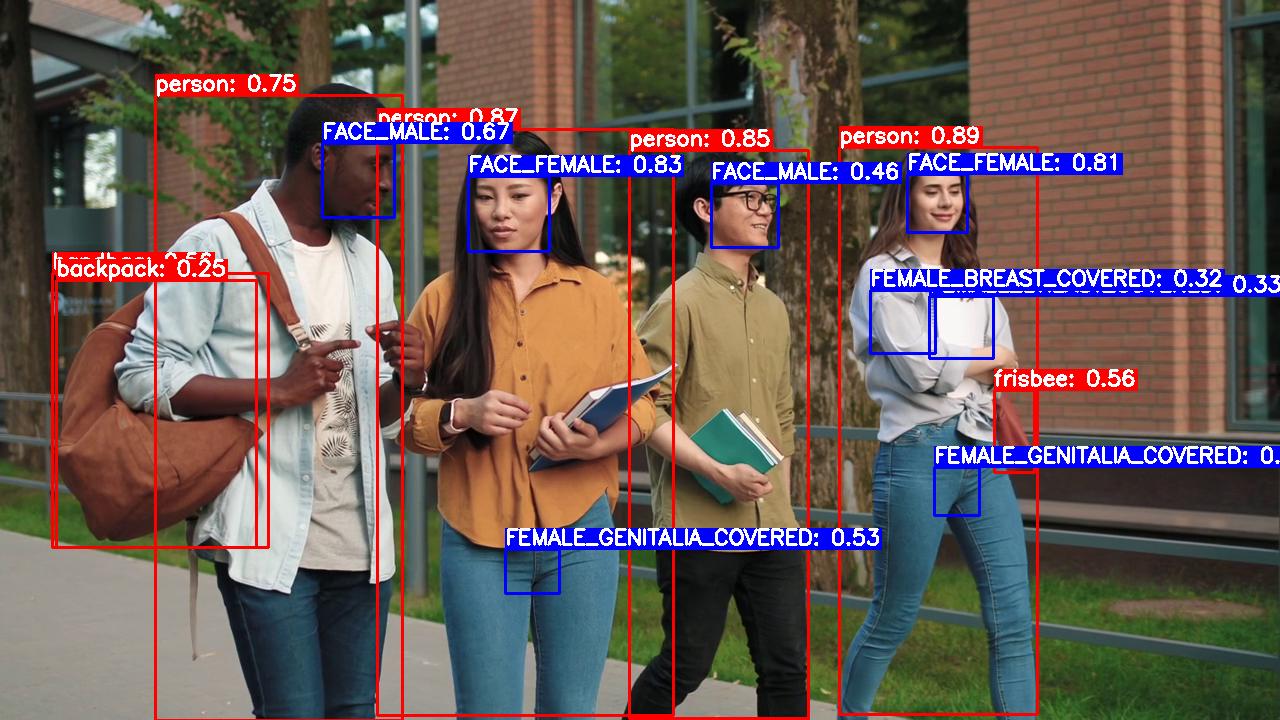 person: 0.75
person: 0.87
FACE_MALE: 0.67
person: 0.85
person: 0.89
FACE_FEMALE: 0.83
FACE_MALE: 0.46
FACE_FEMALE: 0.81
backpack: 0.25
FEMALE_BREAST_COVERED: 0.32
0.33
frisbee: 0.56
FEMALE_GENITALIA_COVERED: 0.
FEMALE_GENITALIA_COVERED: 0.53